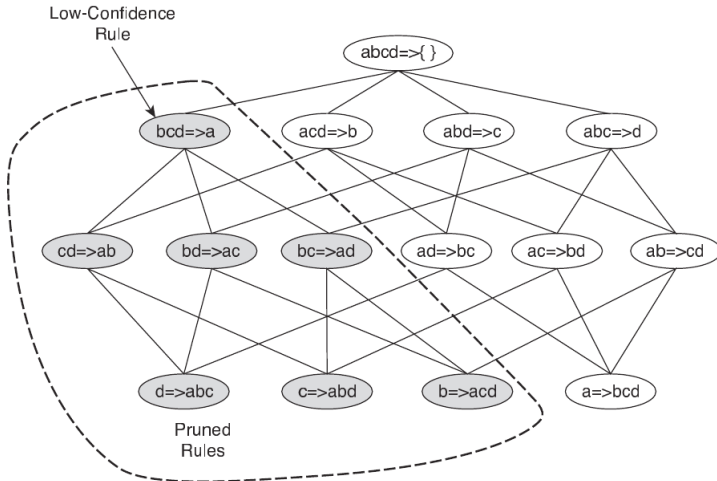 Low-Confidence
Rule
abcd=>{ }
bcd=>a
acd=>b
abd=>c
abc=>d
cd=>ab
bd=>ac
bc=>ad
ad=>bc
ac=>bd
ab=>cd
d=>abc
c=>abd
b=>acd
a=>bcd
Pruned
Rules